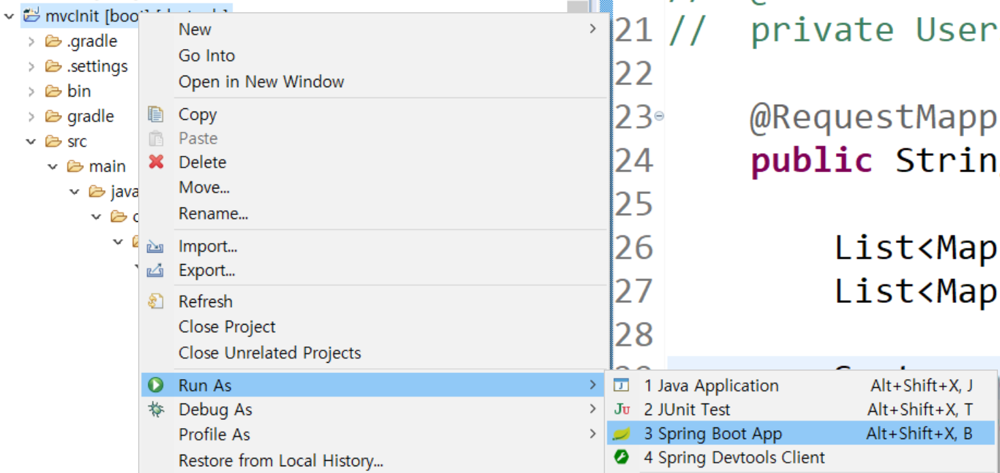 mvcInit [boot]
.gradle
.settings
bin
gradle
src
main
java
New
Go Into
Open in New Window
Copy
Paste
Delete
Move...
Rename...
Import...
Export...
Refresh
Close Project
Close Unrelated Projects
Run As
Debug As
Profile As
Restore from Local History...
1 Java Application Alt+Shift+X, J
2 JUnit Test Alt+Shift+X, T
3 Spring Boot App Alt+Shift+X, B
4 Spring Devtools Client
21 // private User
22
23 @RequestMapp
24 public Strin
25
26 List<Map
27 List<Map
28